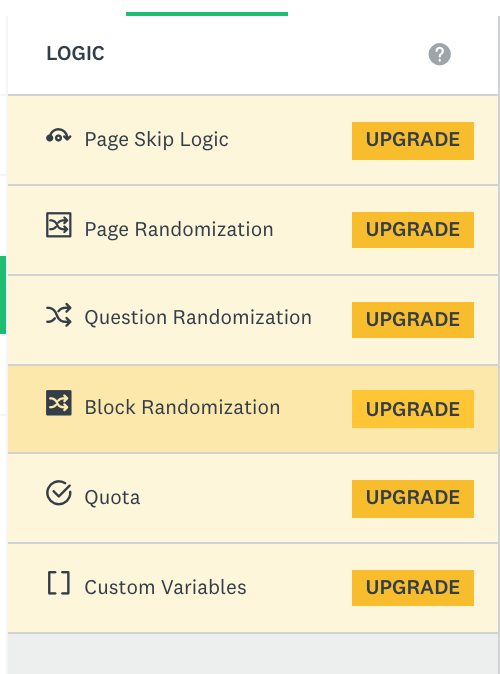 LOGIC ?
Page Skip Logic UPGRADE
Page Randomization UPGRADE
Question Randomization UPGRADE
Block Randomization UPGRADE
Quota UPGRADE
Custom Variables UPGRADE